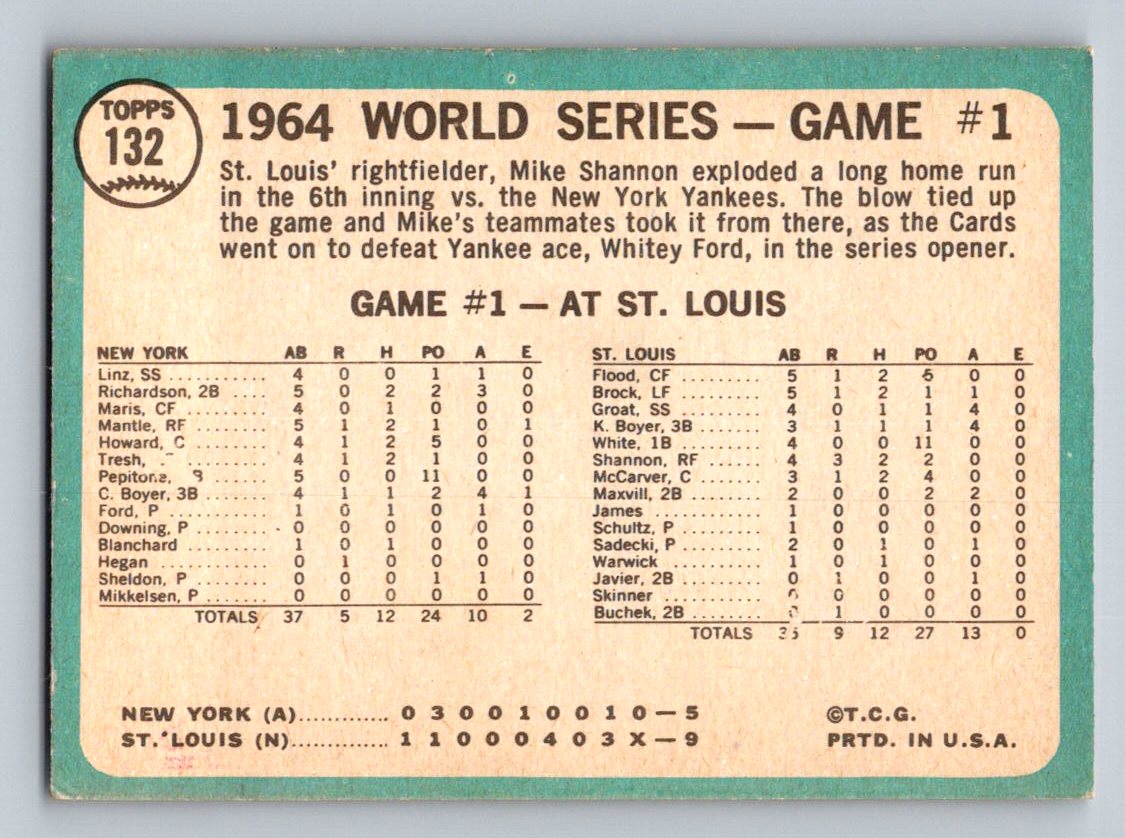 TOPPS
132
1964 WORLD SERIES — GAME #1
St. Louis' rightfielder, Mike Shannon exploded a long home run
in the 6th inning vs. the New York Yankees. The blow tied up
the game and Mike's teammates took it from there, as the Cards
went on to defeat Yankee ace, Whitey Ford, in the series opener.
GAME #1 — AT ST. LOUIS
NEW YORK AB R H PO A E
Linz, SS ........... 4 0 0 1 1 0
Richardson, 2B .... 5 0 2 2 3 0
Maris, CF ......... 4 0 1 0 0 0
Mantle, RF ........ 5 1 2 1 0 1
Howard, C ........ 4 1 2 5 0 0
Tresh, ......... 4 1 2 1 0 0
Pepitone, ...... 5 0 0 11 0 0
C. Boyer, 3B ....... 4 1 1 2 4 1
Ford, P ........... 1 0 1 0 1 0
Downing, P ....... 0 0 0 0 0 0
Blanchard ........ 1 0 1 0 0 0
Hegan ............ 0 1 0 0 0 0
Sheldon, P ....... 0 0 0 1 1 0
Mikkelsen, P ...... 0 0 0 0 0 0
TOTALS 37 5 12 24 10 2
ST. LOUIS AB R H PO A E
Flood, CF ......... 5 1 2 5 0 0
Brock, LF ......... 5 1 2 1 1 0
Groat, SS ......... 4 0 1 1 4 0
K. Boyer, 3B ....... 3 1 1 1 4 0
White, 1B ......... 4 0 0 11 0 0
Shannon, RF ...... 4 3 2 2 0 0
McCarver, C ....... 3 1 2 4 0 0
Maxvill, 2B ........ 2 0 0 2 2 0
James ............ 1 0 0 0 0 0
Schultz, P ......... 1 0 0 0 0 0
Sadecki, P ......... 2 0 1 0 1 0
Warwick .......... 1 0 1 0 0 0
Javier, 2B ......... 0 1 0 0 1 0
Skinner ........... 0 0 0 0 0
Buchek, 2B ........ 1 0 0 0 0
TOTALS 9 12 27 13 0
NEW YORK (A)............. 0 3 0 0 1 0 0 1 0—5
ST. LOUIS (N).............. 1 1 0 0 0 4 0 3 X—9
©T.C.G.
PRTD. IN U.S.A.